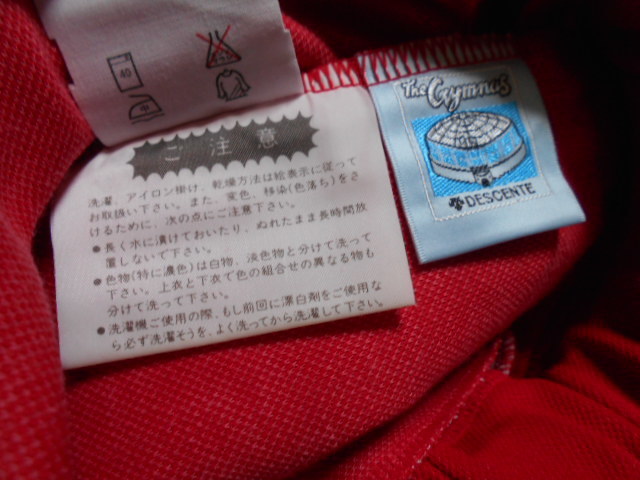 40
中
ご注意
洗濯、アイロン掛け、乾燥方法は絵表示に従って
お取扱い下さい。また、変色、移染(色落ち)をさ
けるために、次の点にご注意下さい。
●長く水に漬けておいたり、ぬれたまま長時間放
置しないで下さい。
●色物(特に濃色)は白物、淡色物と分けて洗って
下さい。上衣と下衣で色の組合せの異なる物も
分けて洗って下さい。
●洗濯機ご使用の際、もし前回に漂白剤をご使用な
ら必ず洗濯そうを、よく洗ってから洗濯して下さい。
The Gymnas
DESCENTE